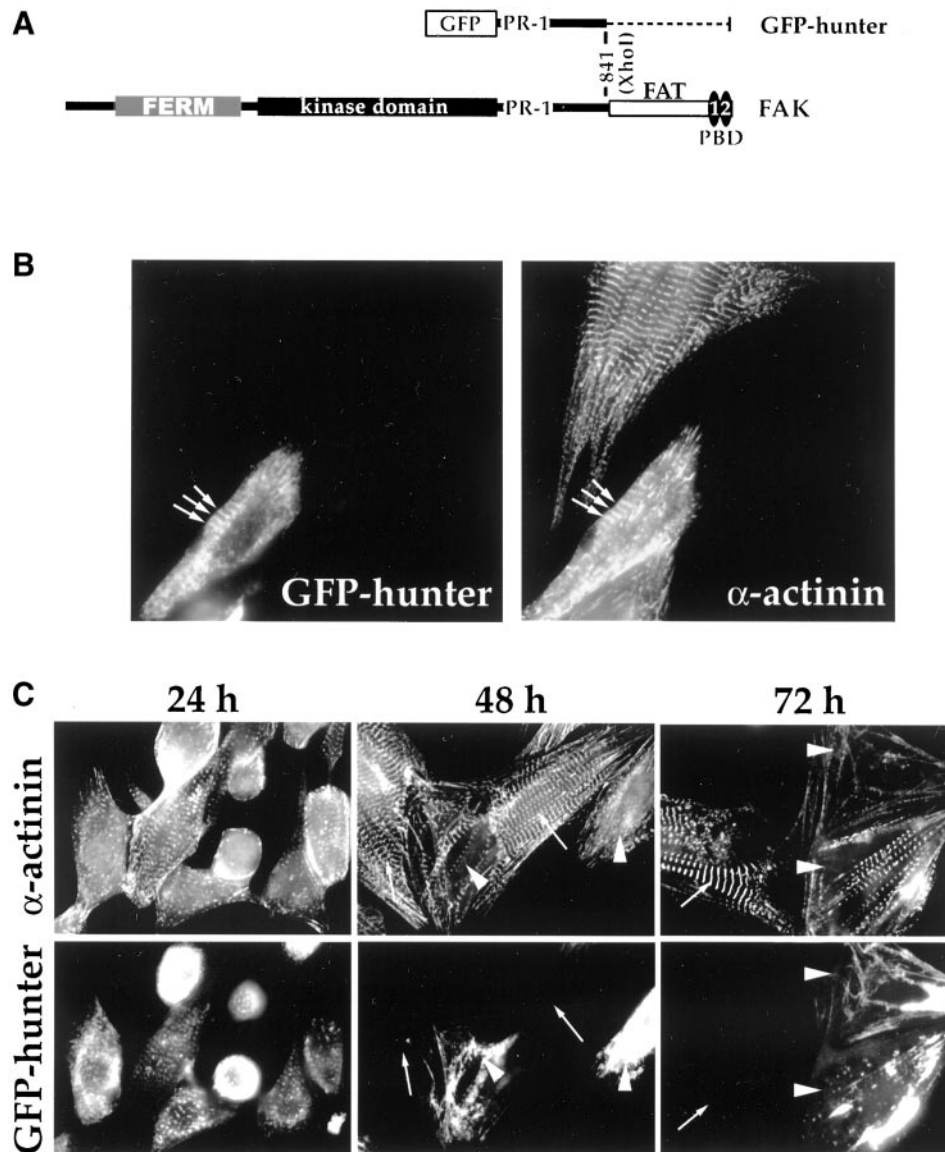 A
GFP PR-1 GFP-hunter
841
(XhoI)
FERM kinase domain PR-1 FAT 12 FAK
PBD
B
GFP-hunter
α-actinin
C
24 h 48 h 72 h
α-actinin
GFP-hunter